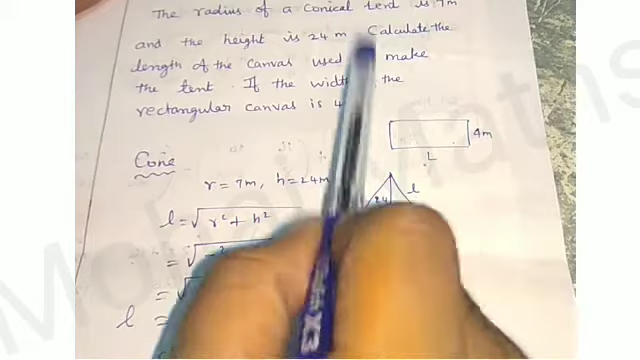 The radius of a conical tent is 7m
and the height is 24 m. Calculate the
length of the canvas used make
the tent. If the width the
rectangular canvas is 4
4m
L
Cone
r = 7m, h = 24m
l
24
l = √r² + h²
= √
= √
l =